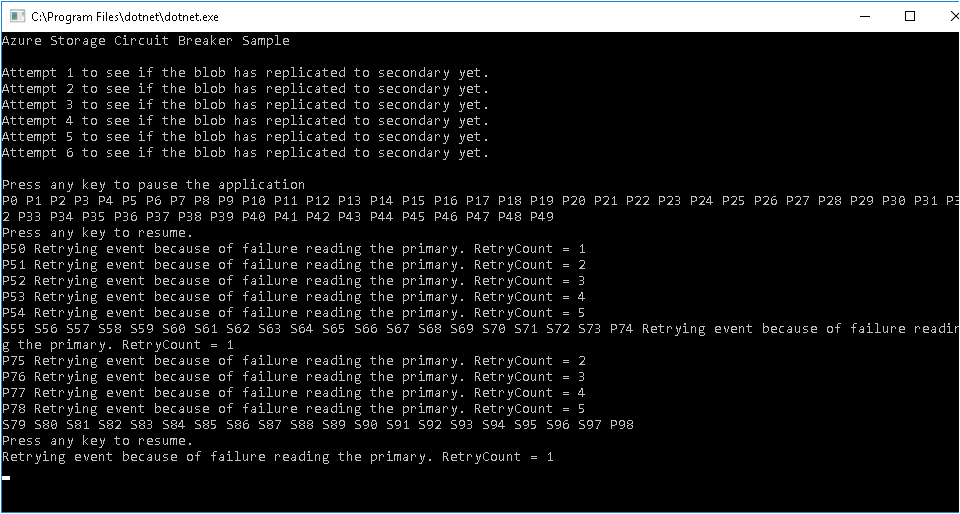 C:\Program Files\dotnet\dotnet.exe
Azure Storage Circuit Breaker Sample
Attempt 1 to see if the blob has replicated to secondary yet.
Attempt 2 to see if the blob has replicated to secondary yet.
Attempt 3 to see if the blob has replicated to secondary yet.
Attempt 4 to see if the blob has replicated to secondary yet.
Attempt 5 to see if the blob has replicated to secondary yet.
Attempt 6 to see if the blob has replicated to secondary yet.
Press any key to pause the application
P0 P1 P2 P3 P4 P5 P6 P7 P8 P9 P10 P11 P12 P13 P14 P15 P16 P17 P18 P19 P20 P21 P22 P23 P24 P25 P26 P27 P28 P29 P30 P31 P3
2 P33 P34 P35 P36 P37 P38 P39 P40 P41 P42 P43 P44 P45 P46 P47 P48 P49
Press any key to resume.
P50 Retrying event because of failure reading the primary. RetryCount = 1
P51 Retrying event because of failure reading the primary. RetryCount = 2
P52 Retrying event because of failure reading the primary. RetryCount = 3
P53 Retrying event because of failure reading the primary. RetryCount = 4
P54 Retrying event because of failure reading the primary. RetryCount = 5
S55 S56 S57 S58 S59 S60 S61 S62 S63 S64 S65 S66 S67 S68 S69 S70 S71 S72 S73 P74 Retrying event because of failure readin
g the primary. RetryCount = 1
P75 Retrying event because of failure reading the primary. RetryCount = 2
P76 Retrying event because of failure reading the primary. RetryCount = 3
P77 Retrying event because of failure reading the primary. RetryCount = 4
P78 Retrying event because of failure reading the primary. RetryCount = 5
S79 S80 S81 S82 S83 S84 S85 S86 S87 S88 S89 S90 S91 S92 S93 S94 S95 S96 S97 P98
Press any key to resume.
Retrying event because of failure reading the primary. RetryCount = 1